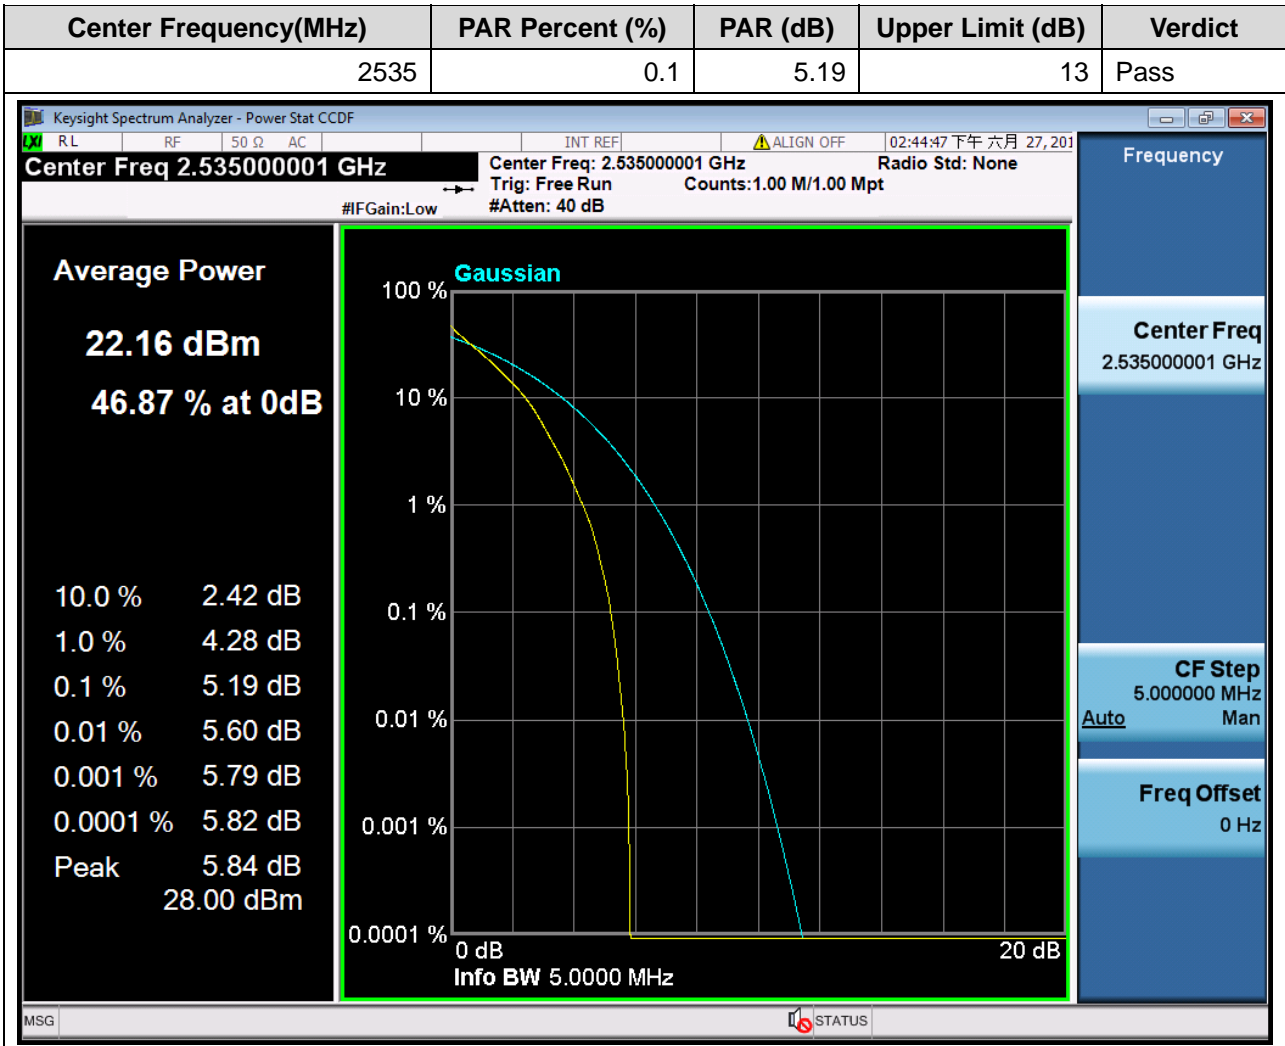 Center Frequency(MHz) PAR Percent (%) PAR (dB) Upper Limit (dB) Verdict
2535 0.1 5.19 13 Pass
Keysight Spectrum Analyzer - Power Stat CCDF
LXI RL RF 50 Ω AC INT REF ALIGN OFF 02:44:47 下午 六月 27, 201
Center Freq 2.535000001 GHz
Center Freq: 2.535000001 GHz Radio Std: None
Trig: Free Run Counts:1.00 M/1.00 Mpt
#IFGain:Low #Atten: 40 dB
Average Power
22.16 dBm
46.87 % at 0dB
10.0 % 2.42 dB
1.0 % 4.28 dB
0.1 % 5.19 dB
0.01 % 5.60 dB
0.001 % 5.79 dB
0.0001 % 5.82 dB
Peak 5.84 dB
28.00 dBm
Gaussian
100 %
10 %
1 %
0.1 %
0.01 %
0.001 %
0.0001 %
0 dB 20 dB
Info BW 5.0000 MHz
Frequency
Center Freq
2.535000001 GHz
CF Step
5.000000 MHz
Auto Man
Freq Offset
0 Hz
MSG STATUS